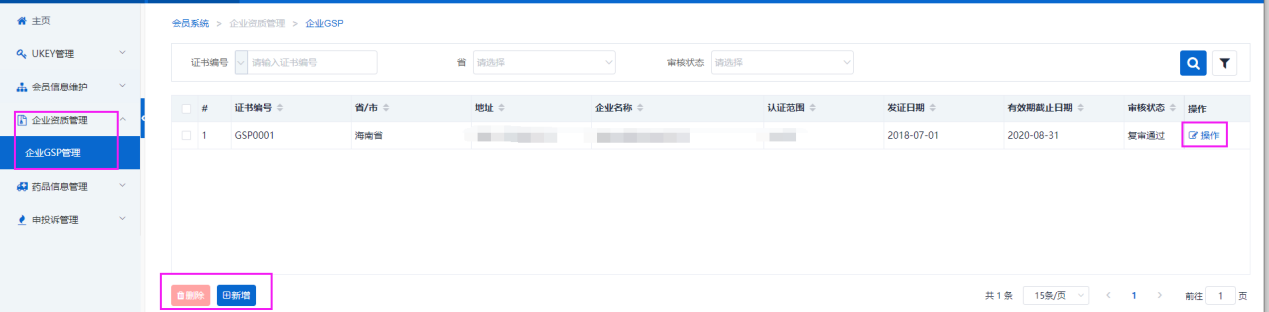 主页
会员系统 > 企业资质管理 > 企业GSP
UKEY管理
证书编号 请输入证书编号 省 请选择 审核状态 请选择
会员信息维护
# 证书编号 省/市 地址 企业名称 认证范围 发证日期 有效期截止日期 审核状态 操作
企业资质管理
1 GSP0001 海南省 2018-07-01 2020-08-31 复审通过 操作
企业GSP管理
药品信息管理
申投诉管理
删除 新增 共 1 条 15条/页 < 1 > 前往 1 页